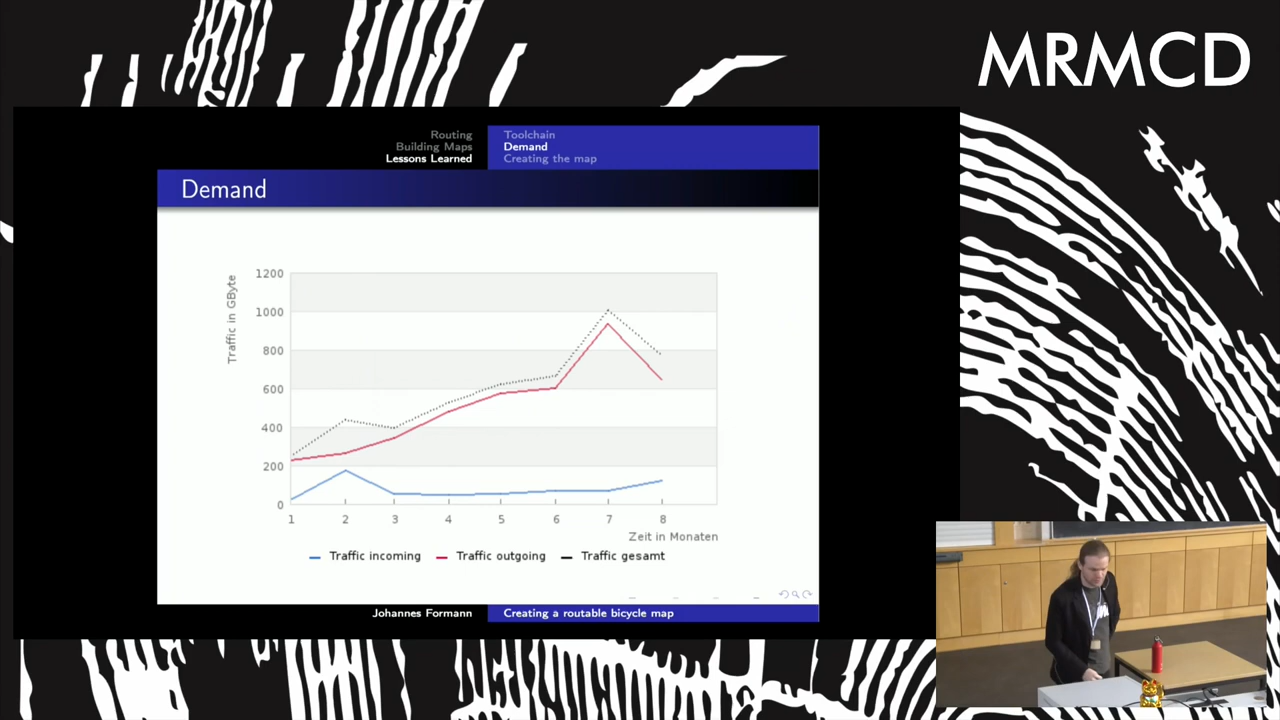 MRMCD
Routing
Building Maps
Lessons Learned
Toolchain
Demand
Creating the map
Demand
Traffic in GByte
1200
1000
800
600
400
200
0
1 2 3 4 5 6 7 8
Zeit in Monaten
Traffic incoming Traffic outgoing Traffic gesamt
Johannes Formann Creating a routable bicycle map